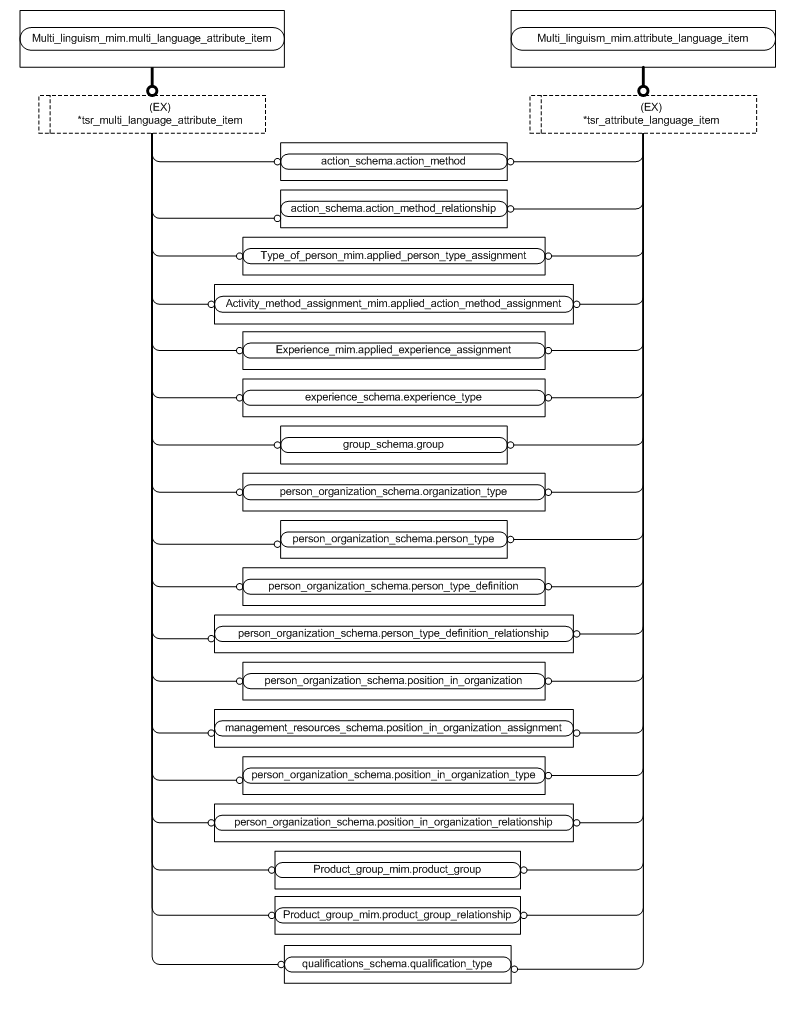 Multi_linguism_mim.multi_language_attribute_item
Multi_linguism_mim.attribute_language_item
(EX)
*tsr_multi_language_attribute_item
(EX)
*tsr_attribute_language_item
action_schema.action_method
action_schema.action_method_relationship
Type_of_person_mim.applied_person_type_assignment
Activity_method_assignment_mim.applied_action_method_assignment
Experience_mim.applied_experience_assignment
experience_schema.experience_type
group_schema.group
person_organization_schema.organization_type
person_organization_schema.person_type
person_organization_schema.person_type_definition
person_organization_schema.person_type_definition_relationship
person_organization_schema.position_in_organization
management_resources_schema.position_in_organization_assignment
person_organization_schema.position_in_organization_type
person_organization_schema.position_in_organization_relationship
Product_group_mim.product_group
Product_group_mim.product_group_relationship
qualifications_schema.qualification_type